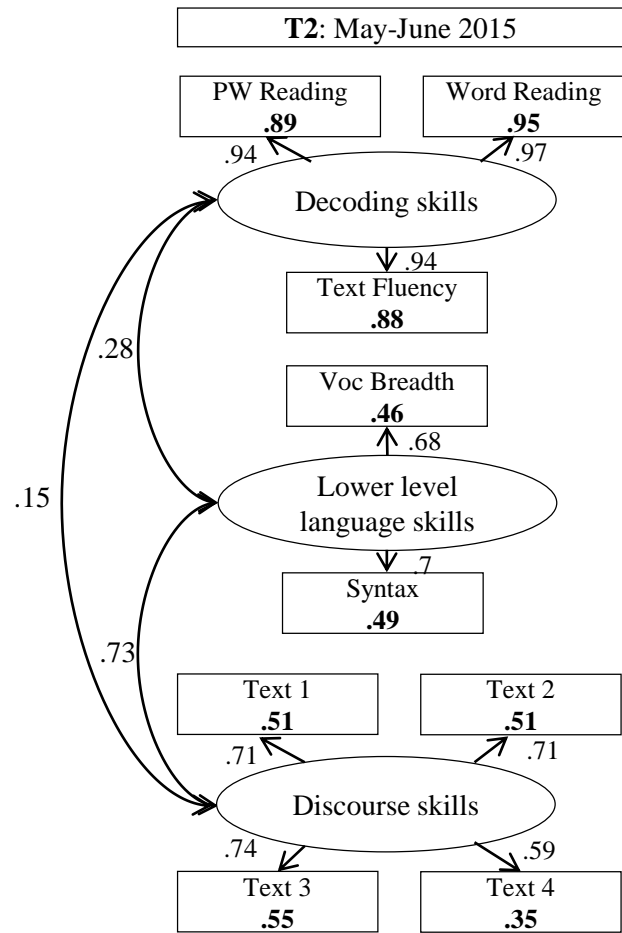 T2: May-June 2015
PW Reading
.89
Word Reading
.95
.94
.97
Decoding skills
.94
Text Fluency
.88
.28
Voc Breadth
.46
.68
.15
Lower level
language skills
.7
Syntax
.49
.73
Text 1
.51
Text 2
.51
.71
.71
Discourse skills
.74
.59
Text 3
.55
Text 4
.35